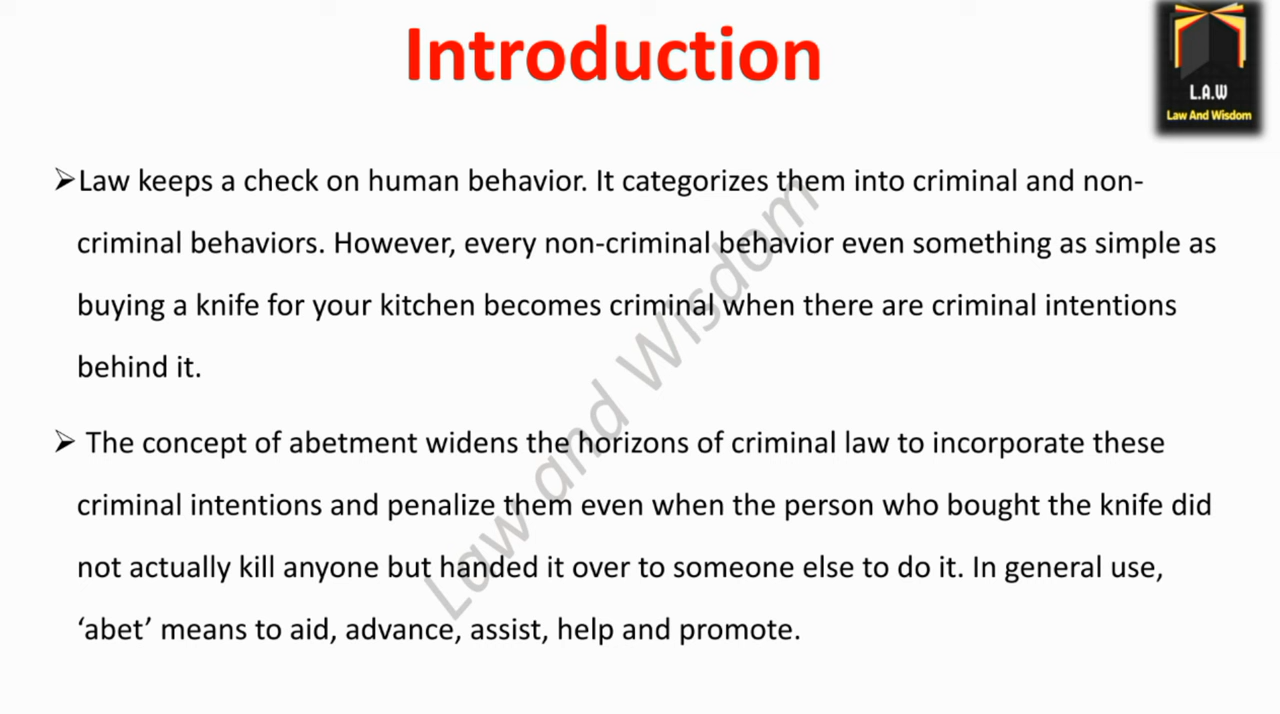 Introduction
L.A.W
Law And Wisdom
➢Law keeps a check on human behavior. It categorizes them into criminal and non-
criminal behaviors. However, every non-criminal behavior even something as simple as
buying a knife for your kitchen becomes criminal when there are criminal intentions
behind it.
➢ The concept of abetment widens the horizons of criminal law to incorporate these
criminal intentions and penalize them even when the person who bought the knife did
not actually kill anyone but handed it over to someone else to do it. In general use,
‘abet’ means to aid, advance, assist, help and promote.
Law and Wisdom